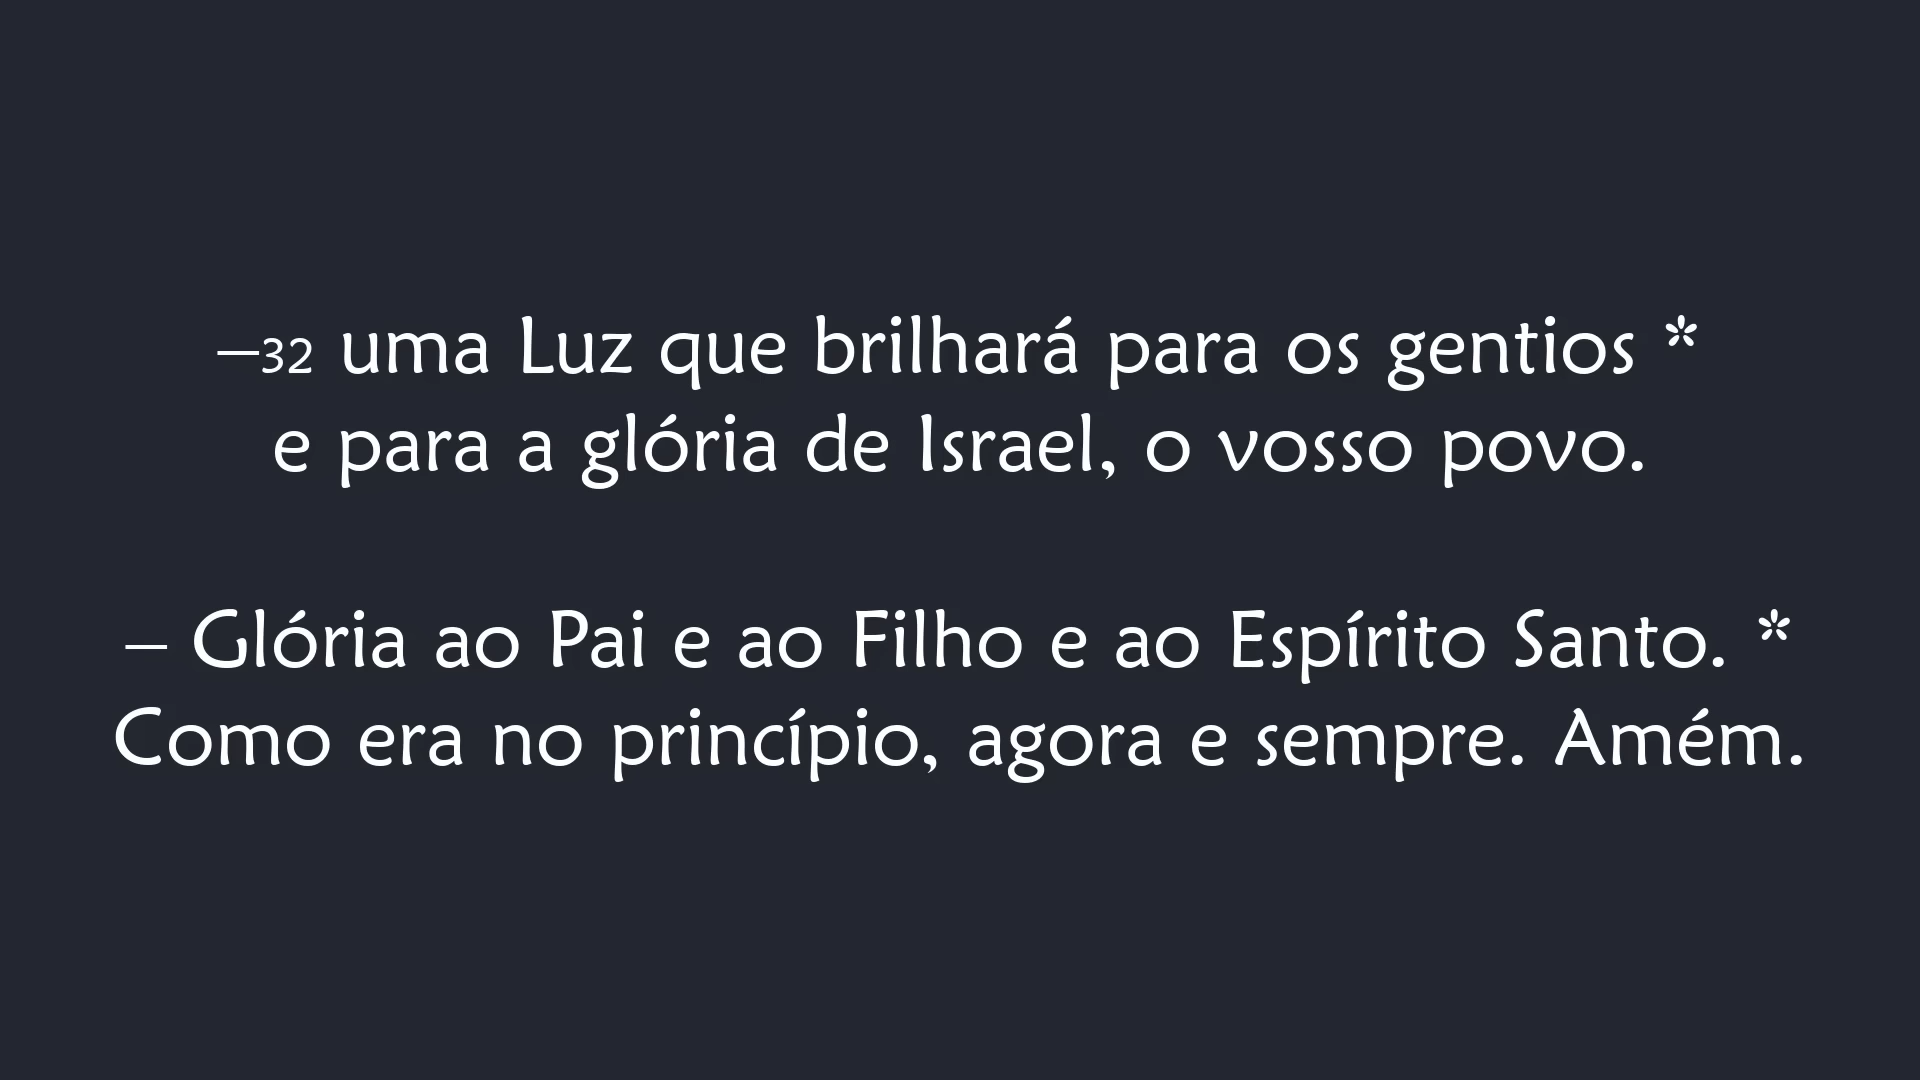 –32 uma Luz que brilhará para os gentios *
e para a glória de Israel, o vosso povo.
– Glória ao Pai e ao Filho e ao Espírito Santo. *
Como era no princípio, agora e sempre. Amém.